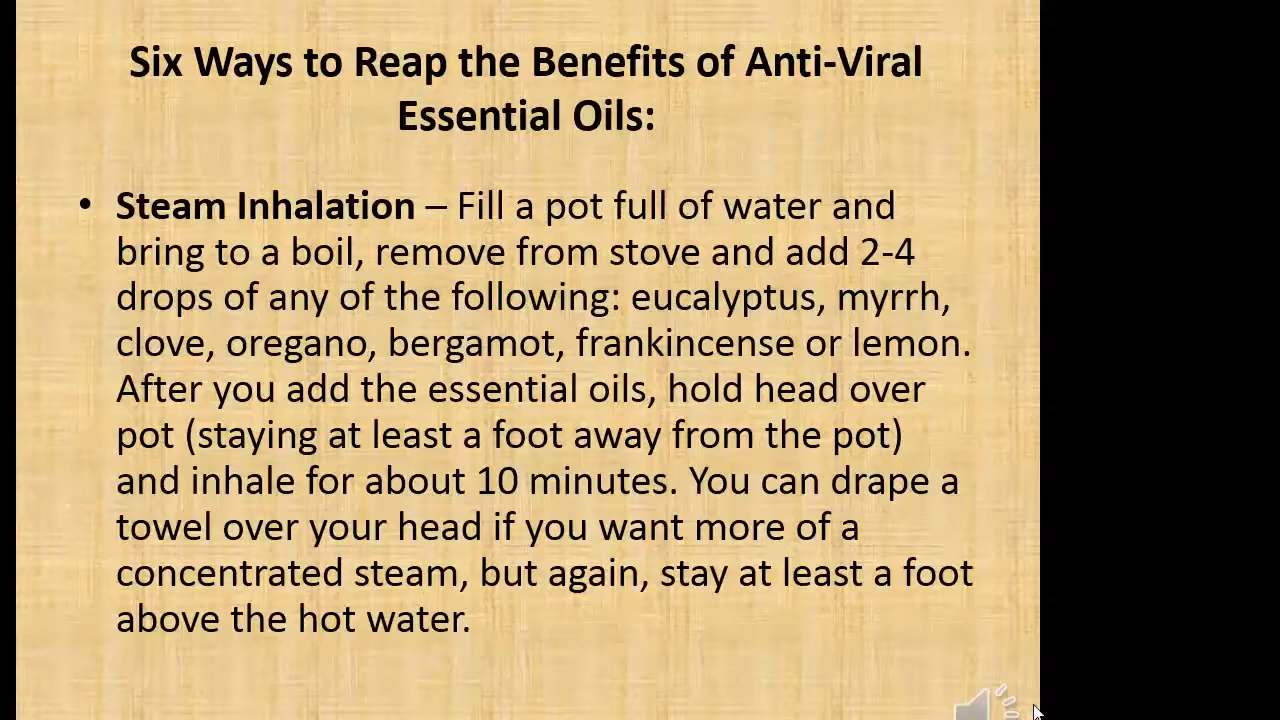 Six Ways to Reap the Benefits of Anti-Viral
Essential Oils:
• Steam Inhalation – Fill a pot full of water and
bring to a boil, remove from stove and add 2-4
drops of any of the following: eucalyptus, myrrh,
clove, oregano, bergamot, frankincense or lemon.
After you add the essential oils, hold head over
pot (staying at least a foot away from the pot)
and inhale for about 10 minutes. You can drape a
towel over your head if you want more of a
concentrated steam, but again, stay at least a foot
above the hot water.